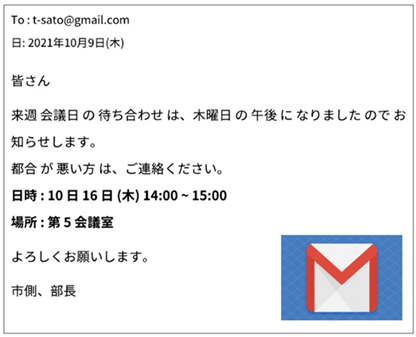 To : t-sato@gmail.com
日: 2021年10月9日(木)
皆さん
来週 会議日 の 待ち合わせ は、木曜日 の 午後 に なりました ので お
知らせします。
都合 が 悪い方 は、ご連絡ください。
日時 : 10 日 16 日 (木) 14:00 ~ 15:00
場所 : 第 5 会議室
よろしくお願いします。
市側、部長